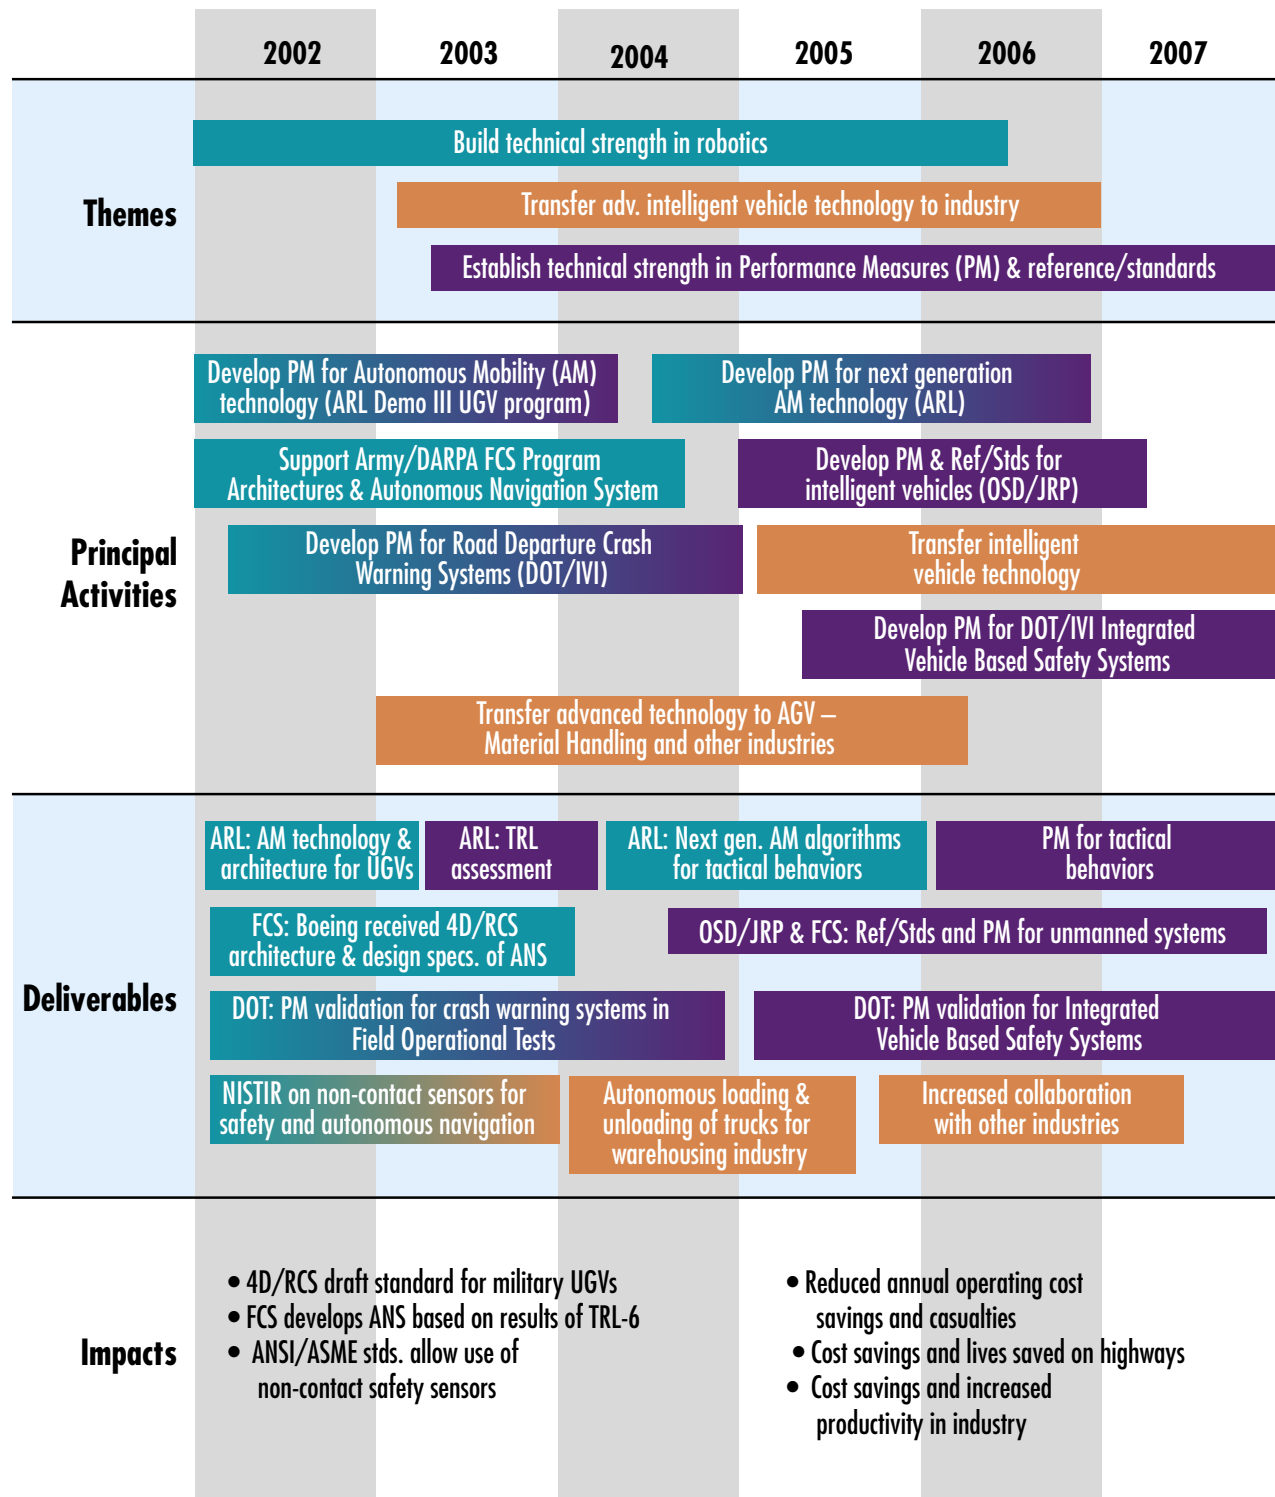 2002 2003 2004 2005 2006 2007
Themes
Build technical strength in robotics
Transfer adv. intelligent vehicle technology to industry
Establish technical strength in Performance Measures (PM) & reference/standards
Principal
Activities
Develop PM for Autonomous Mobility (AM)
technology (ARL Demo III UGV program)
Develop PM for next generation
AM technology (ARL)
Support Army/DARPA FCS Program
Architectures & Autonomous Navigation System
Develop PM & Ref/Stds for
intelligent vehicles (OSD/JRP)
Develop PM for Road Departure Crash
Warning Systems (DOT/IVI)
Transfer intelligent
vehicle technology
Develop PM for DOT/IVI Integrated
Vehicle Based Safety Systems
Transfer advanced technology to AGV –
Material Handling and other industries
Deliverables
ARL: AM technology &
architecture for UGVs
ARL: TRL
assessment
ARL: Next gen. AM algorithms
for tactical behaviors
PM for tactical
behaviors
FCS: Boeing received 4D/RCS
architecture & design specs. of ANS
OSD/JRP & FCS: Ref/Stds and PM for unmanned systems
DOT: PM validation for crash warning systems in
Field Operational Tests
DOT: PM validation for Integrated
Vehicle Based Safety Systems
NISTIR on non-contact sensors for
safety and autonomous navigation
Autonomous loading &
unloading of trucks for
warehousing industry
Increased collaboration
with other industries
Impacts
• 4D/RCS draft standard for military UGVs
• FCS develops ANS based on results of TRL-6
• ANSI/ASME stds. allow use of
non-contact safety sensors
• Reduced annual operating cost
savings and casualties
• Cost savings and lives saved on highways
• Cost savings and increased
productivity in industry